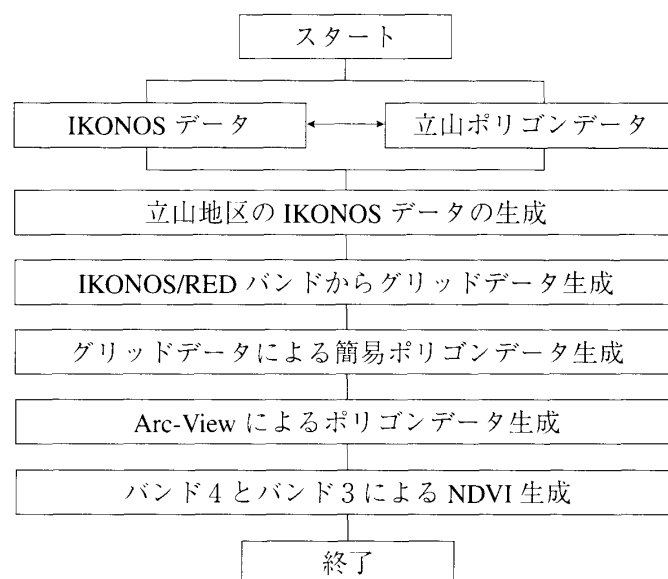 スタート
IKONOS データ
立山ポリゴンデータ
立山地区の IKONOS データの生成
IKONOS/RED バンドからグリッドデータ生成
グリッドデータによる簡易ポリゴンデータ生成
Arc-View によるポリゴンデータ生成
バンド4とバンド3による NDVI 生成
終了